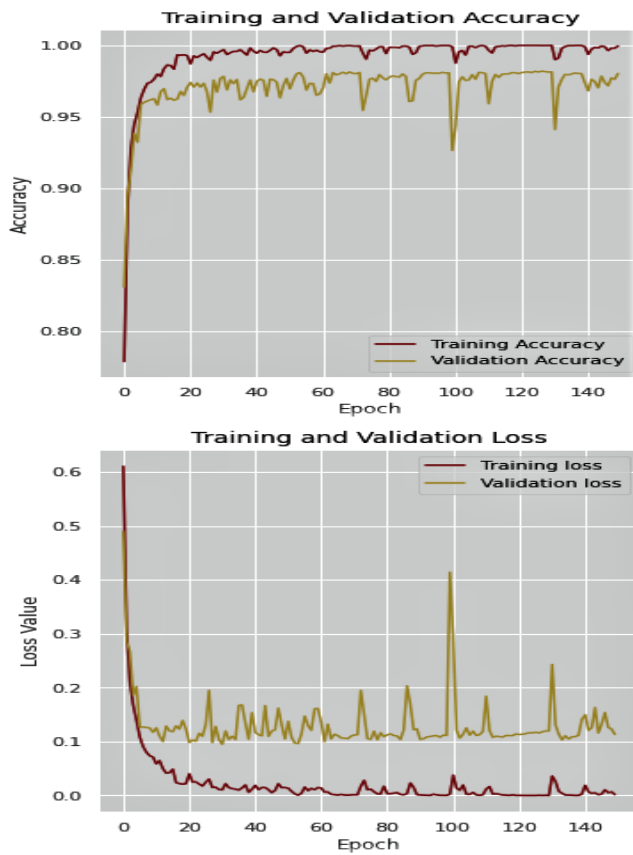 Training and Validation Accuracy
1.00
0.95
0.90
0.85
0.80
Accuracy
Training Accuracy
Validation Accuracy
0 20 40 60 80 100 120 140
Epoch
Training and Validation Loss
Training loss
Validation loss
0.6
0.5
0.4
0.3
0.2
0.1
0.0
Loss Value
0 20 40 60 80 100 120 140
Epoch